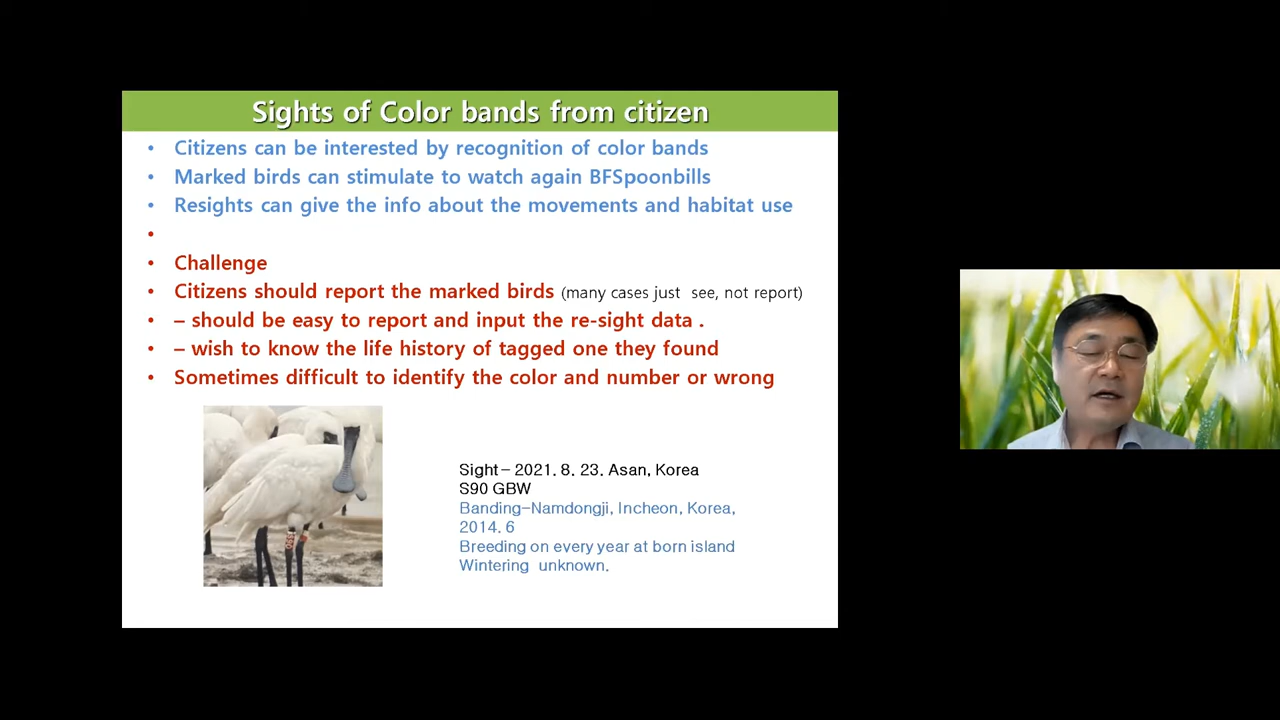 Sights of Color bands from citizen
• Citizens can be interested by recognition of color bands
• Marked birds can stimulate to watch again BFSpoonbills
• Resights can give the info about the movements and habitat use
•
• Challenge
• Citizens should report the marked birds (many cases just see, not report)
• – should be easy to report and input the re-sight data .
• – wish to know the life history of tagged one they found
• Sometimes difficult to identify the color and number or wrong
Sight– 2021. 8. 23. Asan, Korea
S90 GBW
Banding–Namdongji, Incheon, Korea,
2014. 6
Breeding on every year at born island
Wintering unknown.